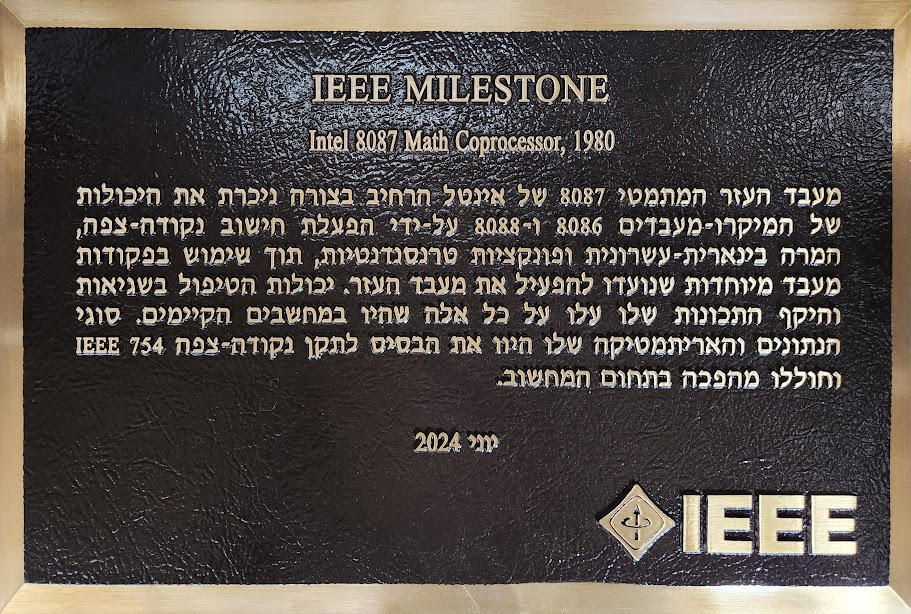 IEEE MILESTONE
Intel 8087 Math Coprocessor, 1980
מעבד העזר המתמטי 8087 של אינטל הרחיב בצורה ניכרת את היכולות
של המיקרו-מעבדים 8086 ו-8088 על-ידי הפעלת חישוב נקודה-צפה,
המרה בינארית-עשרונית ופונקציות טרנסנדנטיות, תוך שימוש בפקודות
מעבד מיוחדות שנועדו להפעיל את מעבד העזר. יכולות הטיפול בשגיאות
והיקף התכונות שלו עלו על כל אלה שהיו במחשבים הקיימים. סוגי
הנתונים והאריתמטיקה שלו היוו את הבסיס לתקן נקודה-צפה IEEE 754
וחוללו מהפכה בתחום המחשוב.
יוני 2024
IEEE